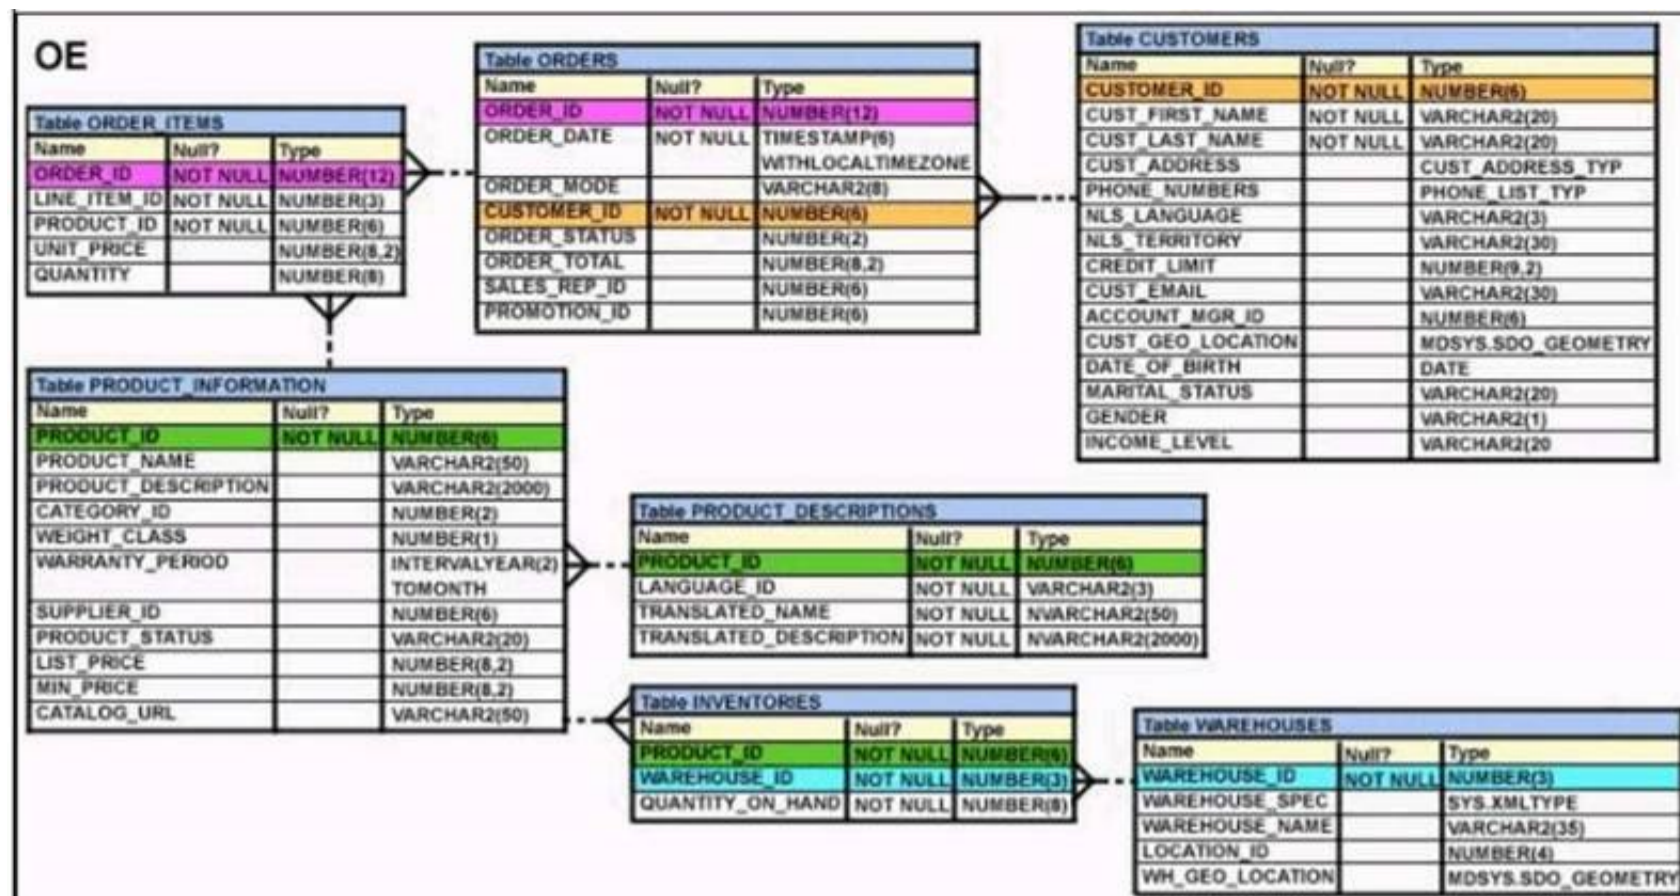 OE
Table ORDER_ITEMS
Name Null? Type
ORDER_ID NOT NULL NUMBER(12)
LINE_ITEM_ID NOT NULL NUMBER(3)
PRODUCT_ID NOT NULL NUMBER(6)
UNIT_PRICE NUMBER(8,2)
QUANTITY NUMBER(8)
Table ORDERS
Name Null? Type
ORDER_ID NOT NULL NUMBER(12)
ORDER_DATE NOT NULL TIMESTAMP(6)
WITHLOCALTIMEZONE
ORDER_MODE VARCHAR2(8)
CUSTOMER_ID NOT NULL NUMBER(6)
ORDER_STATUS NUMBER(2)
ORDER_TOTAL NUMBER(8,2)
SALES_REP_ID NUMBER(6)
PROMOTION_ID NUMBER(6)
Table CUSTOMERS
Name Null? Type
CUSTOMER_ID NOT NULL NUMBER(6)
CUST_FIRST_NAME NOT NULL VARCHAR2(20)
CUST_LAST_NAME NOT NULL VARCHAR2(20)
CUST_ADDRESS CUST_ADDRESS_TYP
PHONE_NUMBERS PHONE_LIST_TYP
NLS_LANGUAGE VARCHAR2(3)
NLS_TERRITORY VARCHAR2(30)
CREDIT_LIMIT NUMBER(9,2)
CUST_EMAIL VARCHAR2(30)
ACCOUNT_MGR_ID NUMBER(6)
CUST_GEO_LOCATION MDSYS.SDO_GEOMETRY
DATE_OF_BIRTH DATE
MARITAL_STATUS VARCHAR2(20)
GENDER VARCHAR2(1)
INCOME_LEVEL VARCHAR2(20
Table PRODUCT_INFORMATION
Name Null? Type
PRODUCT_ID NOT NULL NUMBER(6)
PRODUCT_NAME VARCHAR2(50)
PRODUCT_DESCRIPTION VARCHAR2(2000)
CATEGORY_ID NUMBER(2)
WEIGHT_CLASS NUMBER(1)
WARRANTY_PERIOD INTERVALYEAR(2)
TOMONTH
SUPPLIER_ID NUMBER(6)
PRODUCT_STATUS VARCHAR2(20)
LIST_PRICE NUMBER(8,2)
MIN_PRICE NUMBER(8,2)
CATALOG_URL VARCHAR2(50)
Table PRODUCT_DESCRIPTIONS
Name Null? Type
PRODUCT_ID NOT NULL NUMBER(6)
LANGUAGE_ID NOT NULL VARCHAR2(3)
TRANSLATED_NAME NOT NULL NVARCHAR2(50)
TRANSLATED_DESCRIPTION NOT NULL NVARCHAR2(2000)
Table INVENTORIES
Name Null? Type
PRODUCT_ID NOT NULL NUMBER(6)
WAREHOUSE_ID NOT NULL NUMBER(3)
QUANTITY_ON_HAND NOT NULL NUMBER(8)
Table WAREHOUSES
Name Null? Type
WAREHOUSE_ID NOT NULL NUMBER(3)
WAREHOUSE_SPEC SYS.XMLTYPE
WAREHOUSE_NAME VARCHAR2(35)
LOCATION_ID NUMBER(4)
WH_GEO_LOCATION MDSYS.SDO_GEOMETRY